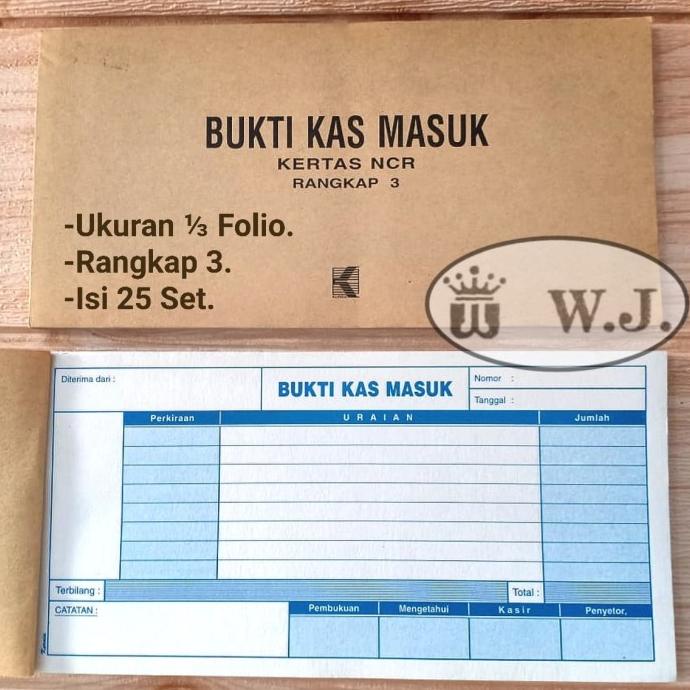 BUKTI KAS MASUK
KERTAS NCR
RANGKAP 3
-Ukuran ⅓ Folio.
-Rangkap 3.
-Isi 25 Set.
W.J.
Diterima dari :
BUKTI KAS MASUK
Nomor :
Tanggal :
Perkiraan URAIAN Jumlah
Terbilang : Total :
CATATAN : Pembukuan Mengetahui Kasir Penyetor,